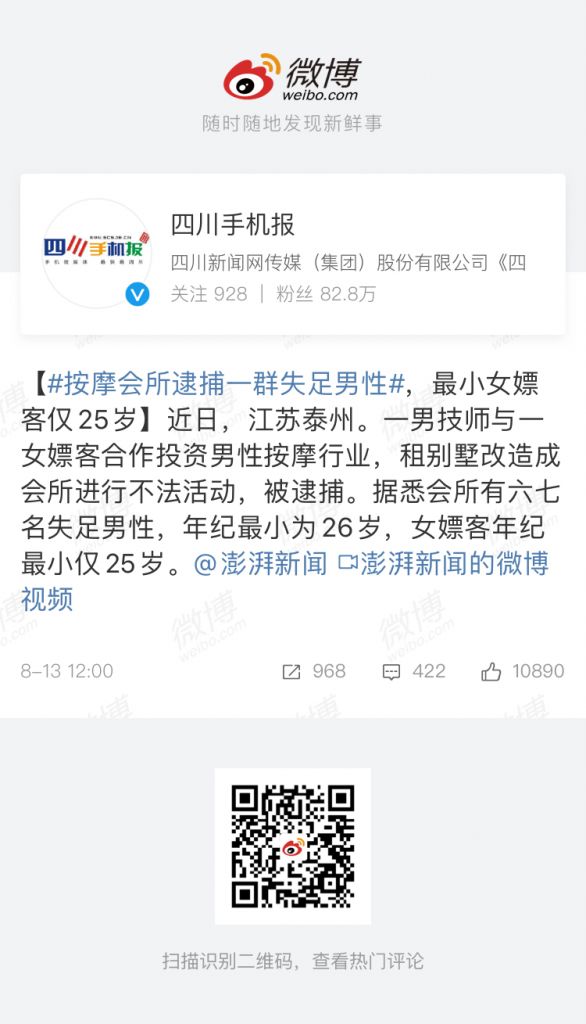 微博
weibo.com
随时随地发现新鲜事
四川手机报
手机报
四川手机报
四川新闻网传媒（集团）股份有限公司《四
关注 928 | 粉丝 82.8万
【#按摩会所逮捕一群失足男性#，最小女嫖
客仅25岁】近日，江苏泰州。一男技师与一
女嫖客合作投资男性按摩行业，租别墅改造成
会所进行不法活动，被逮捕。据悉会所有六七
名失足男性，年纪最小为26岁，女嫖客年纪
最小仅25岁。@澎湃新闻 澎湃新闻的微博
视频
8-13 12:00
968
422
10890
扫描识别二维码，查看热门评论